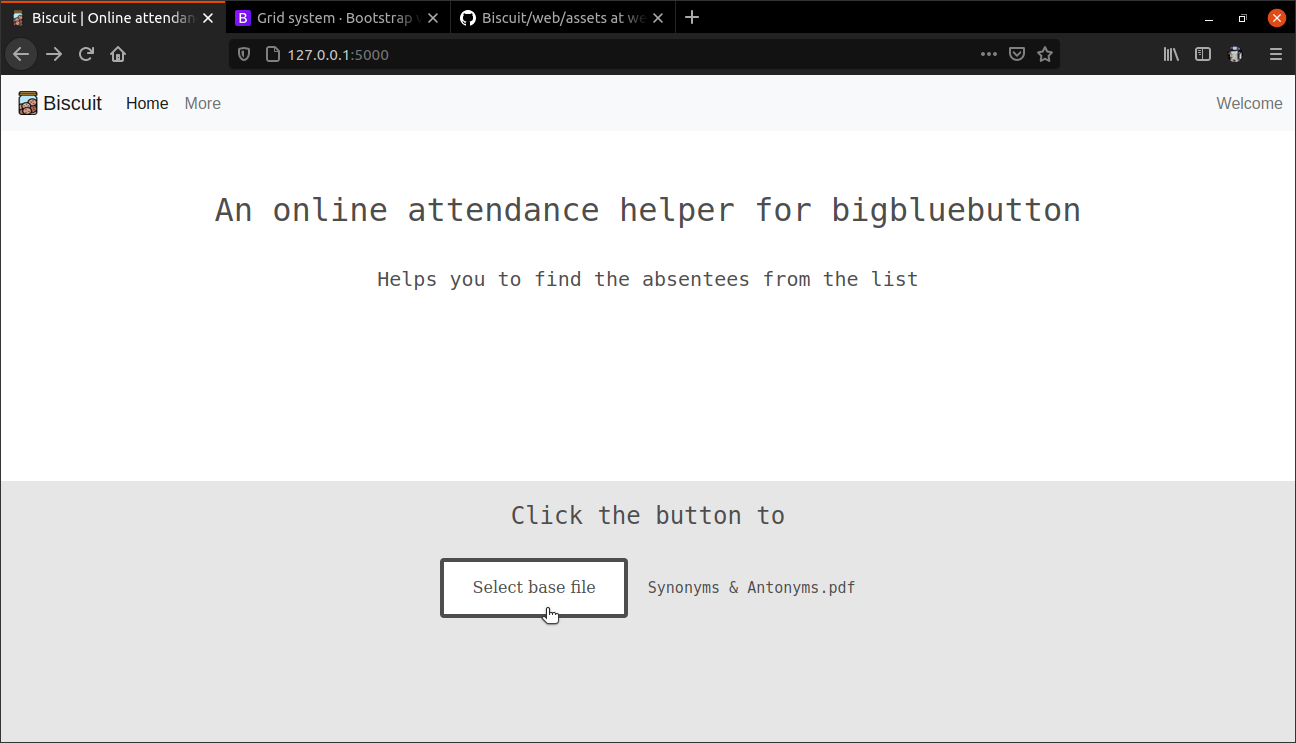 Biscuit | Online attendan
Grid system · Bootstrap v
Biscuit/web/assets at we
127.0.0.1:5000
Biscuit Home More Welcome
An online attendance helper for bigbluebutton
Helps you to find the absentees from the list
Click the button to
Select base file Synonyms & Antonyms.pdf